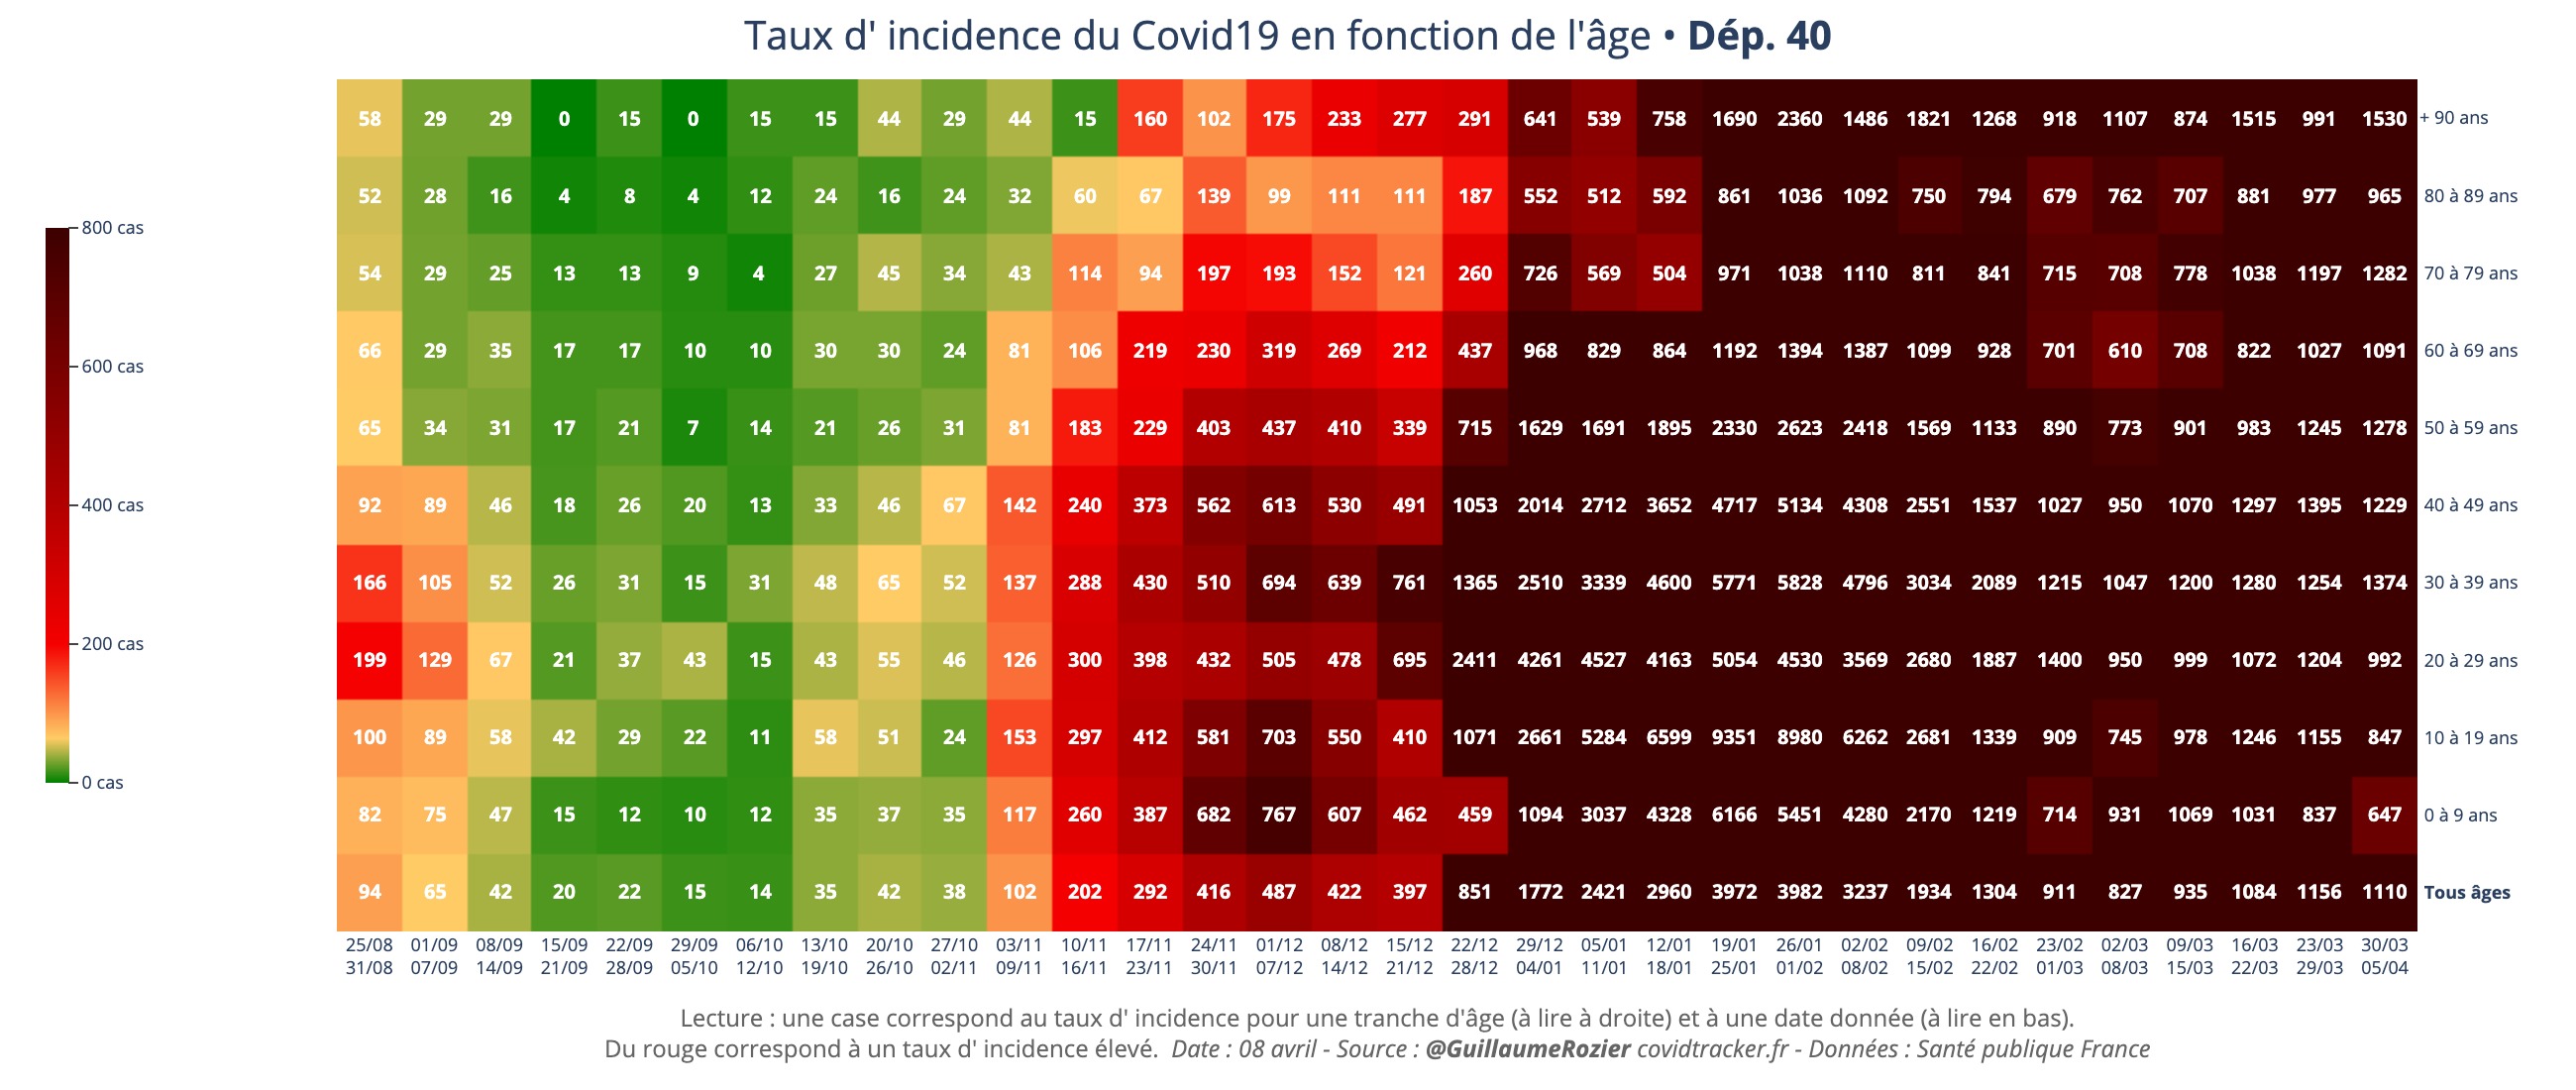 Taux d' incidence du Covid19 en fonction de l'âge • Dép. 40
800 cas
600 cas
400 cas
200 cas
0 cas
58 29 29 0 15 0 15 15 44 29 44 15 160 102 175 233 277 291 641 539 758 1690 2360 1486 1821 1268 918 1107 874 1515 991 1530 + 90 ans
52 28 16 4 8 4 12 24 16 24 32 60 67 139 99 111 111 187 552 512 592 861 1036 1092 750 794 679 762 707 881 977 965 80 à 89 ans
54 29 25 13 13 9 4 27 45 34 43 114 94 197 193 152 121 260 726 569 504 971 1038 1110 811 841 715 708 778 1038 1197 1282 70 à 79 ans
66 29 35 17 17 10 10 30 30 24 81 106 219 230 319 269 212 437 968 829 864 1192 1394 1387 1099 928 701 610 708 822 1027 1091 60 à 69 ans
65 34 31 17 21 7 14 21 26 31 81 183 229 403 437 410 339 715 1629 1691 1895 2330 2623 2418 1569 1133 890 773 901 983 1245 1278 50 à 59 ans
92 89 46 18 26 20 13 33 46 67 142 240 373 562 613 530 491 1053 2014 2712 3652 4717 5134 4308 2551 1537 1027 950 1070 1297 1395 1229 40 à 49 ans
166 105 52 26 31 15 31 48 65 52 137 288 430 510 694 639 761 1365 2510 3339 4600 5771 5828 4796 3034 2089 1215 1047 1200 1280 1254 1374 30 à 39 ans
199 129 67 21 37 43 15 43 55 46 126 300 398 432 505 478 695 2411 4261 4527 4163 5054 4530 3569 2680 1887 1400 950 999 1072 1204 992 20 à 29 ans
100 89 58 42 29 22 11 58 51 24 153 297 412 581 703 550 410 1071 2661 5284 6599 9351 8980 6262 2681 1339 909 745 978 1246 1155 847 10 à 19 ans
82 75 47 15 12 10 12 35 37 35 117 260 387 682 767 607 462 459 1094 3037 4328 6166 5451 4280 2170 1219 714 931 1069 1031 837 647 0 à 9 ans
94 65 42 20 22 15 14 35 42 38 102 202 292 416 487 422 397 851 1772 2421 2960 3972 3982 3237 1934 1304 911 827 935 1084 1156 1110 Tous âges
25/08 01/09 08/09 15/09 22/09 29/09 06/10 13/10 20/10 27/10 03/11 10/11 17/11 24/11 01/12 08/12 15/12 22/12 29/12 05/01 12/01 19/01 26/01 02/02 09/02 16/02 23/02 02/03 09/03 16/03 23/03 30/03
31/08 07/09 14/09 21/09 28/09 05/10 12/10 19/10 26/10 02/11 09/11 16/11 23/11 30/11 07/12 14/12 21/12 28/12 04/01 11/01 18/01 25/01 01/02 08/02 15/02 22/02 01/03 08/03 15/03 22/03 29/03 05/04
Lecture : une case correspond au taux d' incidence pour une tranche d'âge (à lire à droite) et à une date donnée (à lire en bas).
Du rouge correspond à un taux d' incidence élevé. Date : 08 avril - Source : @GuillaumeRozier covidtracker.fr - Données : Santé publique France